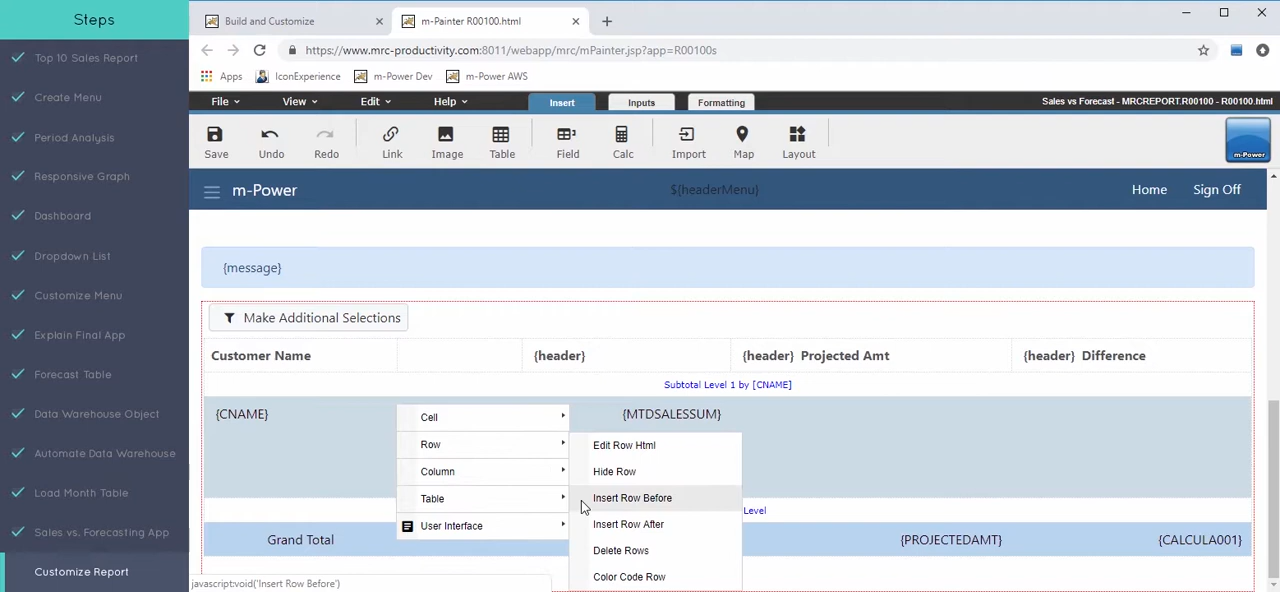 Steps
Top 10 Sales Report
Create Menu
Period Analysis
Responsive Graph
Dashboard
Dropdown List
Customize Menu
Explain Final App
Forecast Table
Data Warehouse Object
Automate Data Warehouse
Load Month Table
Sales vs. Forecasting App
Customize Report
Build and Customize
m-Painter R00100.html
https://www.mrc-productivity.com:8011/webapp/mrc/mPainter.jsp?app=R00100s
Apps IconExperience m-Power Dev m-Power AWS
File View Edit Help Insert Inputs Formatting Sales vs Forecast - MRCREPORT.R00100 - R00100.html
Save Undo Redo Link Image Table Field Calc Import Map Layout m-Power
m-Power ${headerMenu} Home Sign Off
{message}
Make Additional Selections
Customer Name {header} {header} Projected Amt {header} Difference
Subtotal Level 1 by [CNAME]
{CNAME} {MTDSALESSUM}
Cell
Row
Column
Table
User Interface
Edit Row Html
Hide Row
Insert Row Before
Insert Row After
Delete Rows
Color Code Row
Level
Grand Total {PROJECTEDAMT} {CALCULA001}
javascript:void('Insert Row Before')